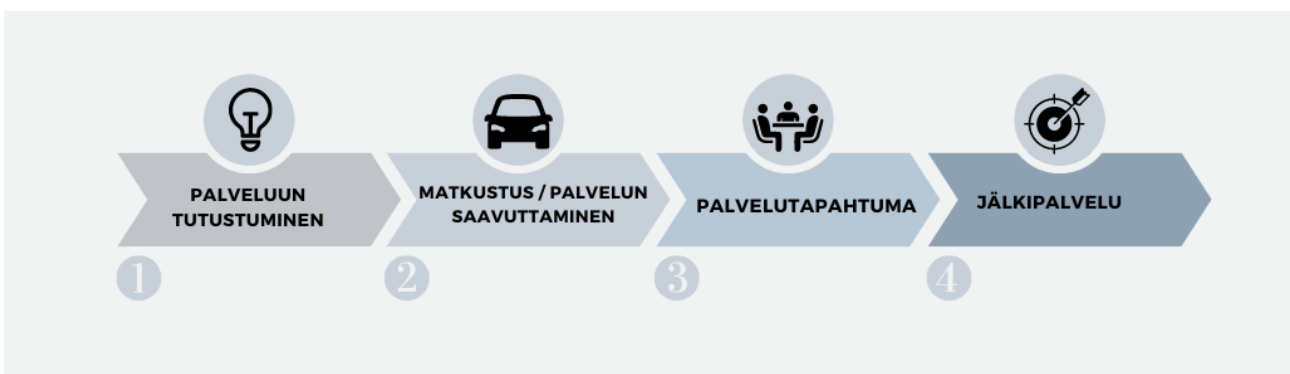 PALVELUUN
TUTUSTUMINEN
MATKUSTUS / PALVELUN
SAAVUTTAMINEN
PALVELUTAPAHTUMA
JÄLKIPALVELU
1
2
3
4